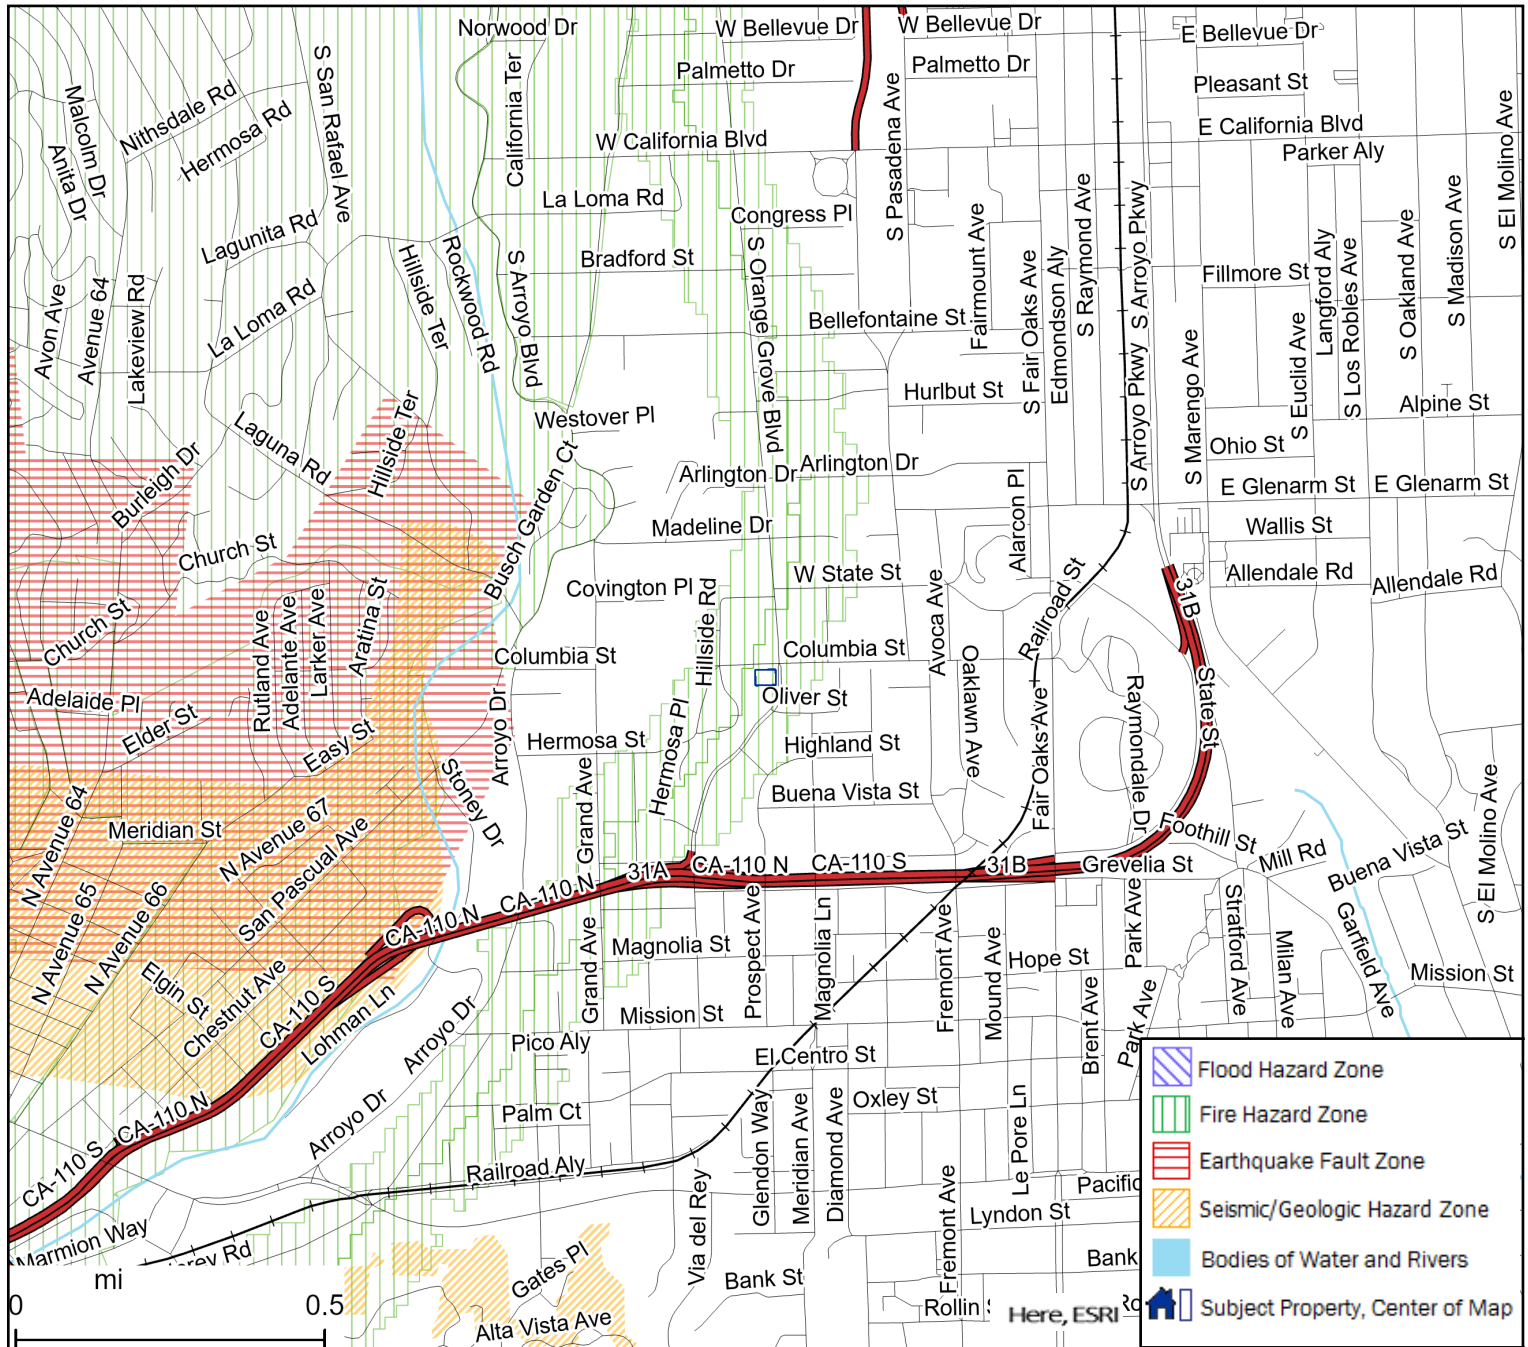 Norwood Dr
W Bellevue Dr
W Bellevue Dr
E Bellevue Dr
Palmetto Dr
Palmetto Dr
Pleasant St
S San Rafael Ave
California Ter
Malcolm Dr
Anita Dr
Nithsdale Rd
Hermosa Rd
W California Blvd
S Pasadena Ave
E California Blvd
Parker Aly
S El Molino Ave
La Loma Rd
Congress Pl
Lagunita Rd
Fairmount Ave
S Raymond Ave
S Arroyo Pkwy
S Arroyo Pkwy
S Arroyo Pkwy
S Madison Ave
S Oakland Ave
Langford Aly
S Los Robles Ave
Bradford St
S Orange Grove Blvd
Fillmore St
Rockwood Rd
Hillside Ter
S Arroyo Blvd
Avon Ave
Avenue 64
Lakeview Rd
La Loma Rd
Bellefontaine St
S Fair Oaks Ave
Edmondson Aly
S Marengo Ave
S Euclid Ave
Hurlbut St
Alpine St
Westover Pl
Hillside Ter
Laguna Rd
Burleigh Dr
Ohio St
Arlington Dr
Arlington Dr
E Glenarm St
E Glenarm St
Busch Garden Ct
Madeline Dr
Alarcon Pl
Wallis St
Church St
Covington Pl
W State St
Allendale Rd
Allendale Rd
31B
Hillside Rd
Avoca Ave
Railroad St
Church St
Rutland Ave
Adelante Ave
Larker Ave
Aratina St
Columbia St
Columbia St
Oaklawn Ave
Adelaide Pl
Oliver St
Fair Oaks Ave
Raymondale Dr
State St
Elder St
Easy St
Arroyo Dr
Hermosa St
Hermosa Pl
Highland St
Stoney Dr
Grand Ave
Buena Vista St
N Avenue 64
Meridian St
N Avenue 67
San Pascual Ave
Foothill St
Mill Rd
Buena Vista St
S El Molino Ave
31A
CA-110 N
CA-110 S
31B
Grevelia St
CA-110 N
CA-110 N
N Avenue 65
N Avenue 66
Prospect Ave
Magnolia Ln
Fremont Ave
Mound Ave
Park Ave
Stratford Ave
Milan Ave
Garfield Ave
Grand Ave
Magnolia St
Hope St
Mission St
Elgin St
Chestnut Ave
CA-110 S
Lohman Ln
Arroyo Dr
Mission St
Brent Ave
Park Ave
Pico Aly
El Centro St
CA-110 N
Arroyo Dr
Palm Ct
Glendon Way
Meridian Ave
Diamond Ave
Oxley St
Le Pore Ln
CA-110 S
Railroad Aly
Via del Rey
Fremont Ave
Pacific
Lyndon St
Marmion Way
rey Rd
Gates Pl
Bank St
Bank
Rollin
Ro
Alta Vista Ave
mi
0
0.5
Here, ESRI
Flood Hazard Zone
Fire Hazard Zone
Earthquake Fault Zone
Seismic/Geologic Hazard Zone
Bodies of Water and Rivers
Subject Property, Center of Map